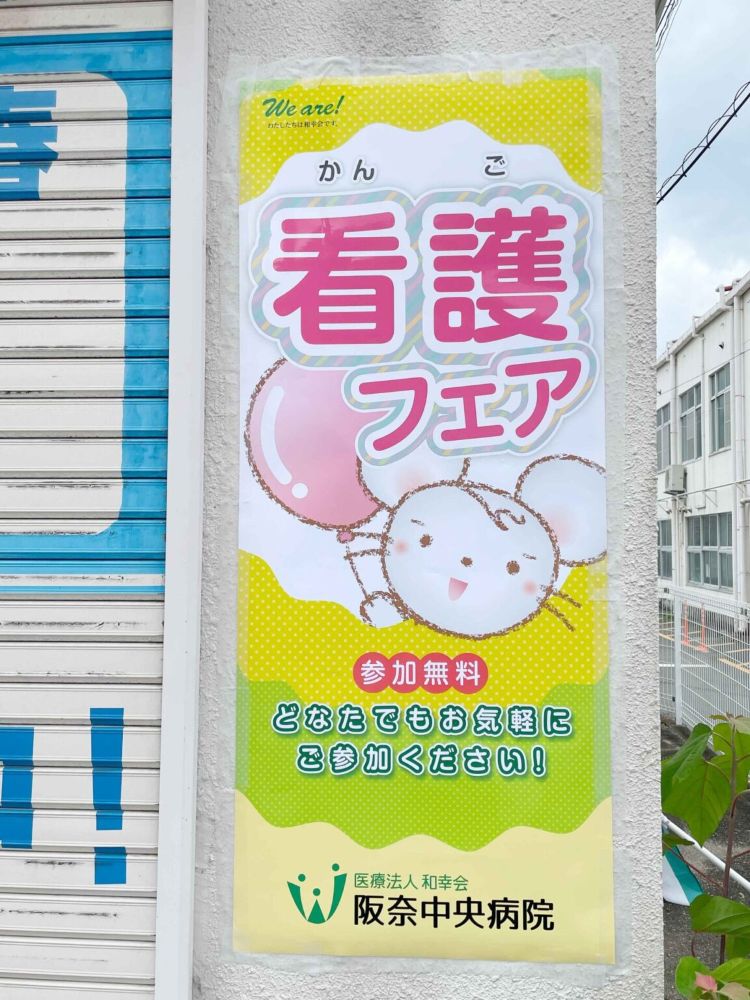 We are!
わたしたちは和幸会です。
かんご
看護
フェア
参加無料
どなたでもお気軽に
ご参加ください!
医療法人 和幸会
阪奈中央病院
春
!